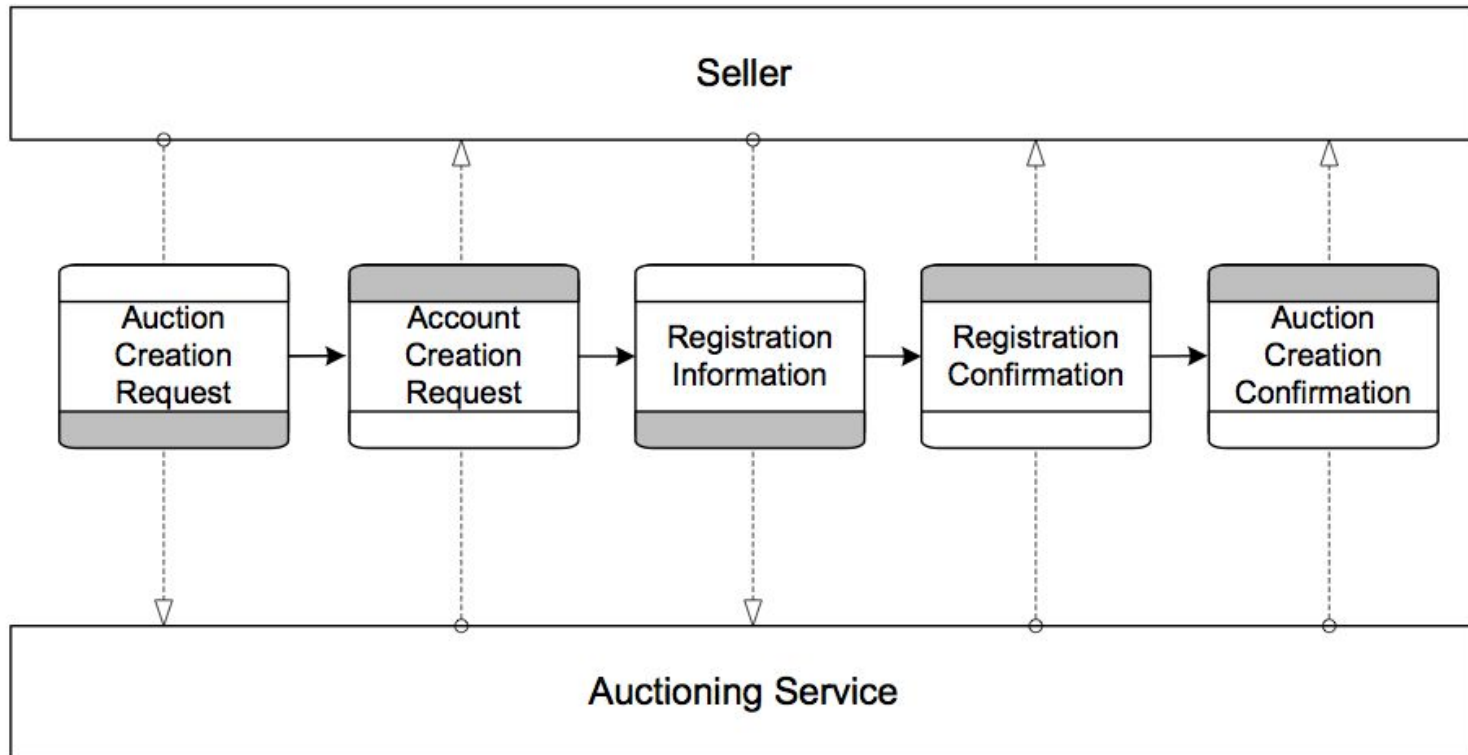 Seller
Auction
Creation
Request
Account
Creation
Request
Registration
Information
Registration
Confirmation
Auction
Creation
Confirmation
Auctioning Service